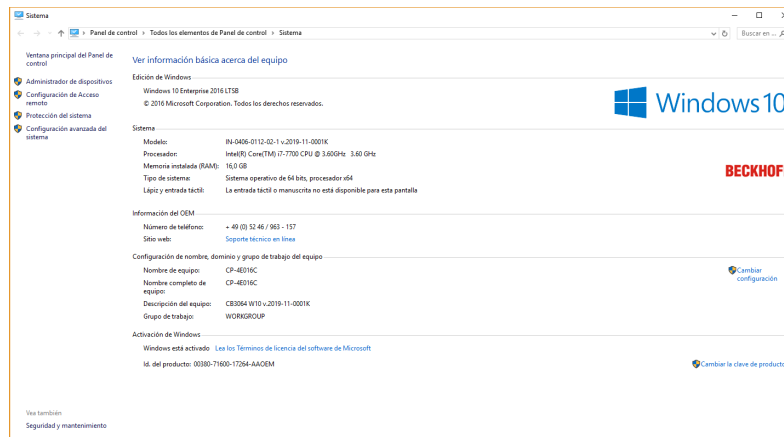 Sistema
Panel de control › Todos los elementos de Panel de control › Sistema
Buscar en ...
Ventana principal del Panel de
control
Administrador de dispositivos
Configuración de Acceso
remoto
Protección del sistema
Configuración avanzada del
sistema
Ver información básica acerca del equipo
Edición de Windows
Windows 10 Enterprise 2016 LTSB
© 2016 Microsoft Corporation. Todos los derechos reservados.
Windows 10
Sistema
Modelo: IN-0406-0112-02-1 v.2019-11-0001K
Procesador: Intel(R) Core(TM) i7-7700 CPU @ 3.60GHz 3.60 GHz
Memoria instalada (RAM): 16,0 GB
Tipo de sistema: Sistema operativo de 64 bits, procesador x64
Lápiz y entrada táctil: La entrada táctil o manuscrita no está disponible para esta pantalla
BECKHOFF
Información del OEM
Número de teléfono: + 49 (0) 52 46 / 963 - 157
Sitio web: Soporte técnico en línea
Configuración de nombre, dominio y grupo de trabajo del equipo
Nombre de equipo: CP-4E016C
Cambiar
configuración
Nombre completo de
equipo: CP-4E016C
Descripción del equipo: CB3064 W10 v.2019-11-0001K
Grupo de trabajo: WORKGROUP
Activación de Windows
Windows está activado Lea los Términos de licencia del software de Microsoft
Id. del producto: 00380-71600-17264-AAOEM
Cambiar la clave de producto
Vea también
Seguridad y mantenimiento